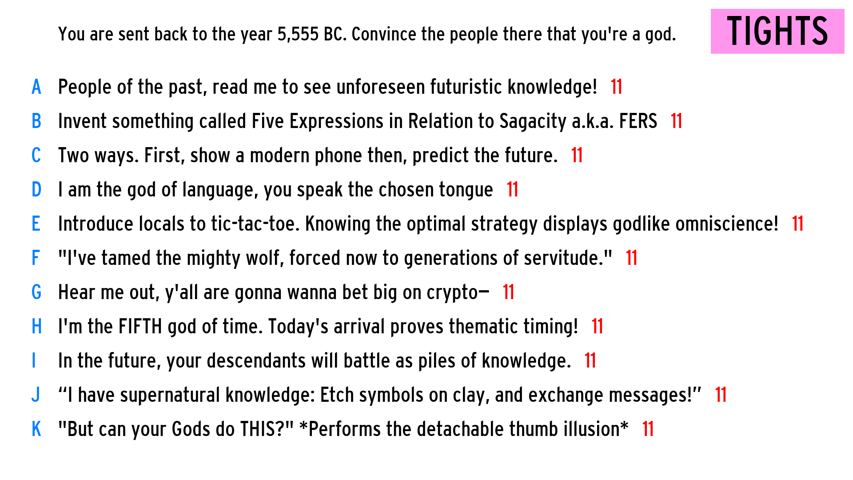 You are sent back to the year 5,555 BC. Convince the people there that you're a god.
TIGHTS
A People of the past, read me to see unforeseen futuristic knowledge! 11
B Invent something called Five Expressions in Relation to Sagacity a.k.a. FERS 11
C Two ways. First, show a modern phone then, predict the future. 11
D I am the god of language, you speak the chosen tongue 11
E Introduce locals to tic-tac-toe. Knowing the optimal strategy displays godlike omniscience! 11
F "I've tamed the mighty wolf, forced now to generations of servitude." 11
G Hear me out, y'all are gonna wanna bet big on crypto— 11
H I'm the FIFTH god of time. Today's arrival proves thematic timing! 11
I In the future, your descendants will battle as piles of knowledge. 11
J “I have supernatural knowledge: Etch symbols on clay, and exchange messages!” 11
K "But can your Gods do THIS?" *Performs the detachable thumb illusion* 11